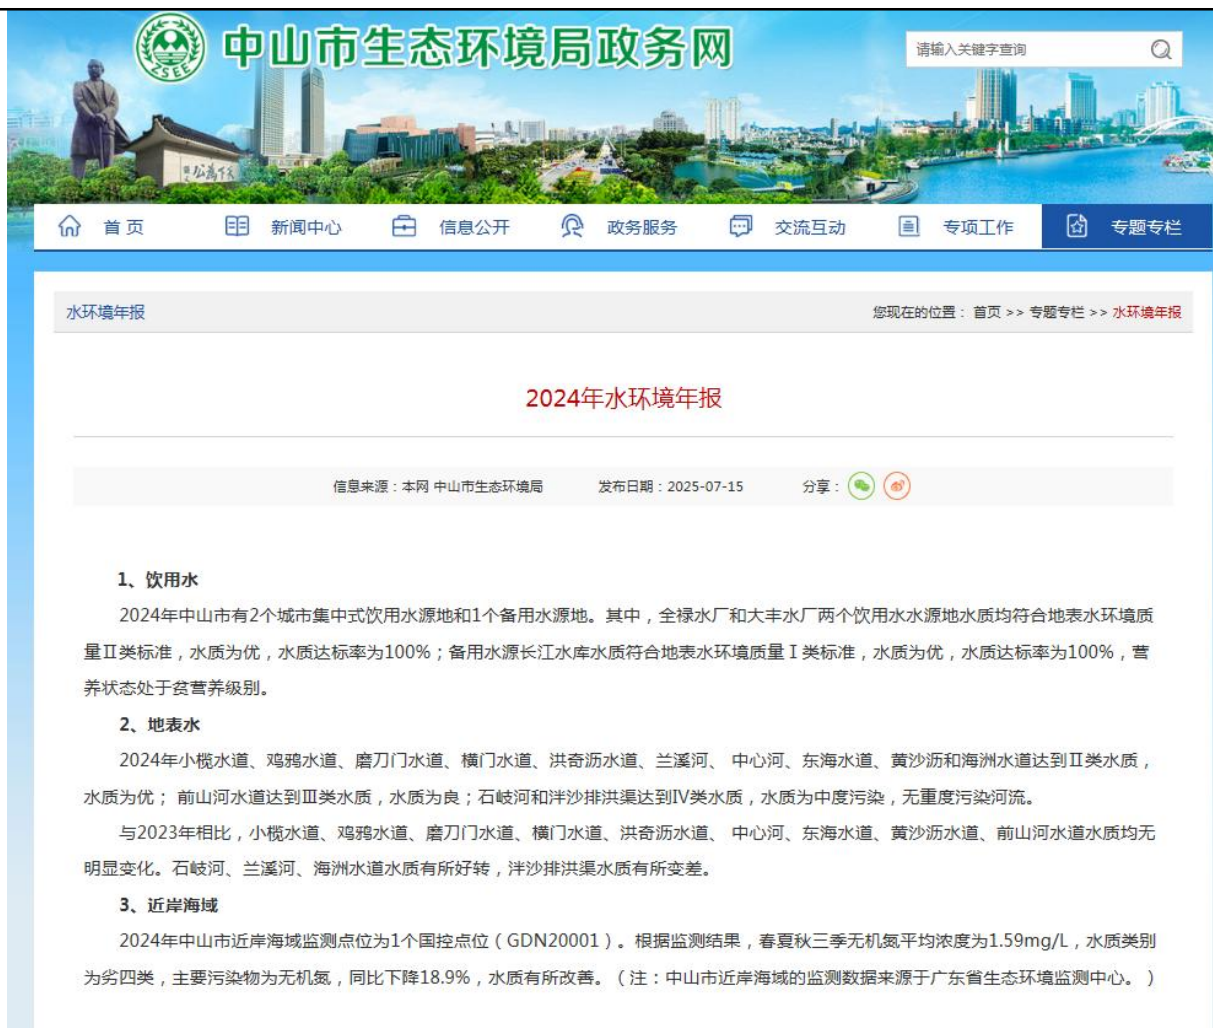 ZSEE
中山市生态环境局政务网
请输入关键字查询
首页
新闻中心
信息公开
政务服务
交流互动
专项工作
专题专栏
水环境年报
您现在的位置：首页 >> 专题专栏 >> 水环境年报
2024年水环境年报
信息来源：本网 中山市生态环境局 发布日期：2025-07-15 分享：
1、饮用水
2024年中山市有2个城市集中式饮用水源地和1个备用水源地。其中，全禄水厂和大丰水厂两个饮用水水源地水质均符合地表水环境质
量Ⅱ类标准，水质为优，水质达标率为100%；备用水源长江水库水质符合地表水环境质量Ⅰ类标准，水质为优，水质达标率为100%，营
养状态处于贫营养级别。
2、地表水
2024年小榄水道、鸡鸦水道、磨刀门水道、横门水道、洪奇沥水道、兰溪河、 中心河、东海水道、黄沙沥和海洲水道达到Ⅱ类水质，
水质为优； 前山河水道达到Ⅲ类水质，水质为良；石岐河和泮沙排洪渠达到Ⅳ类水质，水质为中度污染，无重度污染河流。
与2023年相比，小榄水道、鸡鸦水道、磨刀门水道、横门水道、洪奇沥水道、 中心河、东海水道、黄沙沥水道、前山河水道水质均无
明显变化。石岐河、兰溪河、海洲水道水质有所好转，泮沙排洪渠水质有所变差。
3、近岸海域
2024年中山市近岸海域监测点位为1个国控点位（GDN20001）。根据监测结果，春夏秋三季无机氮平均浓度为1.59mg/L，水质类别
为劣四类，主要污染物为无机氮，同比下降18.9%，水质有所改善。（注：中山市近岸海域的监测数据来源于广东省生态环境监测中心。）